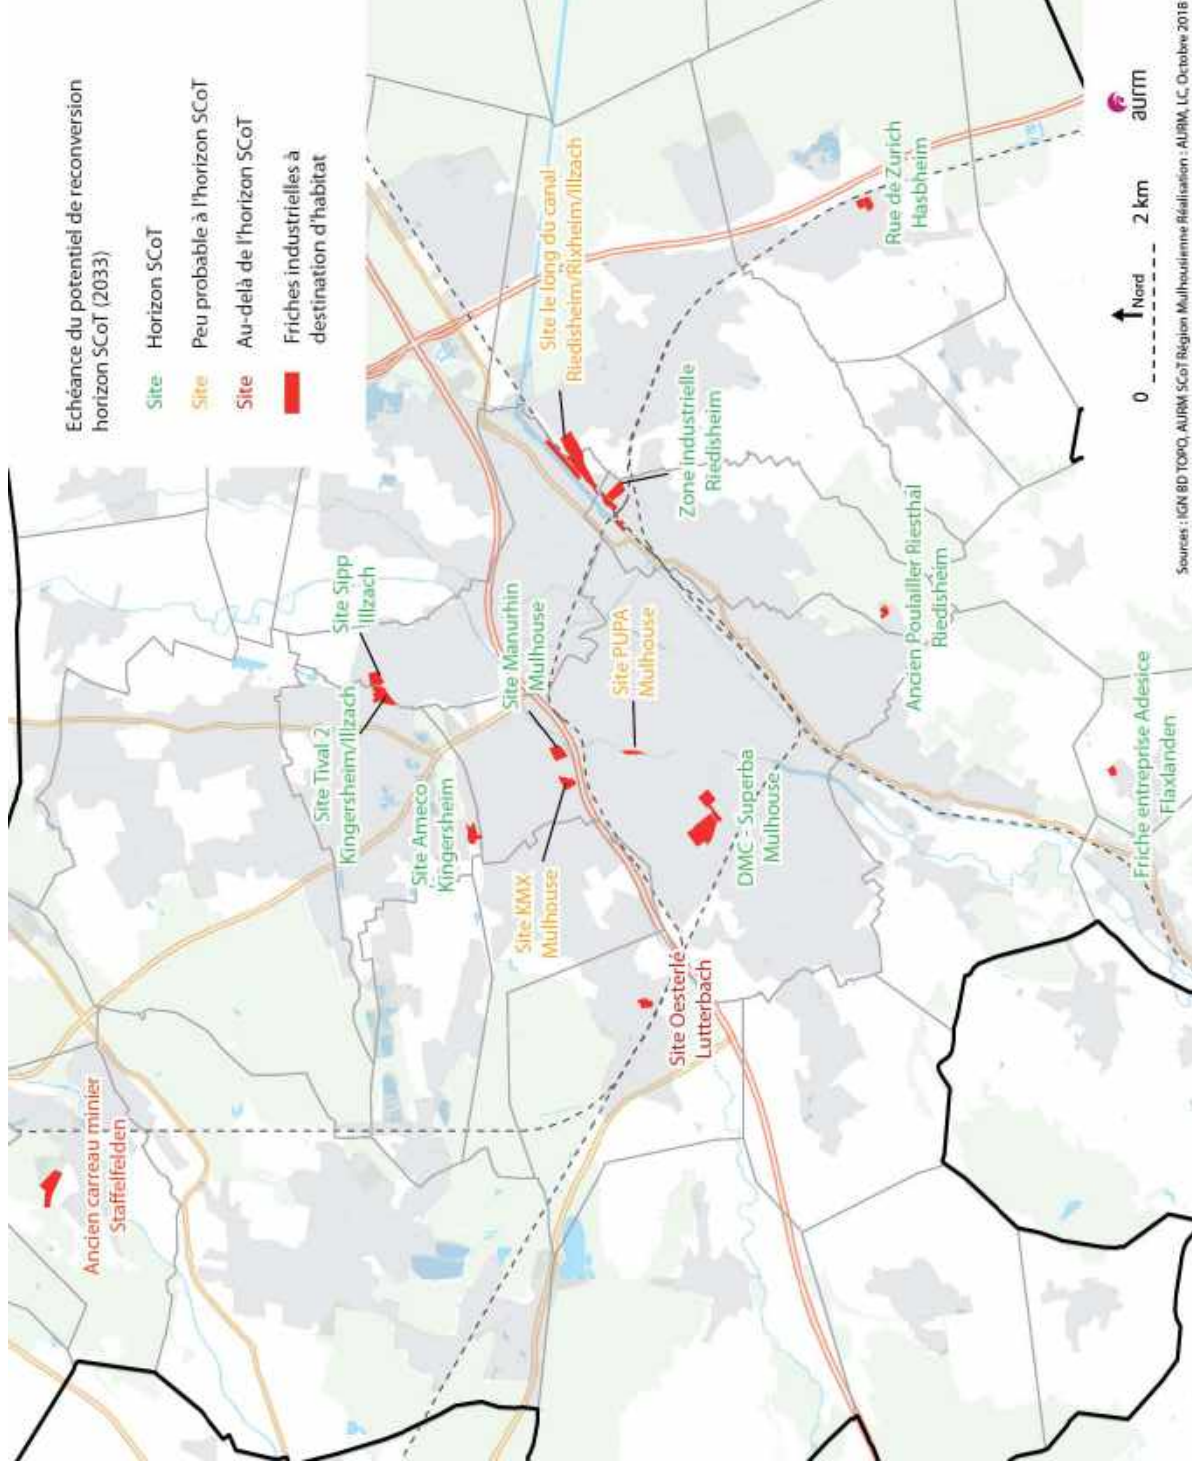 Echéance du potentiel de reconversion
horizon SCoT (2033)
Site Horizon SCoT
Site Peu probable à l'horizon SCoT
Site Au-delà de l'horizon SCoT
Friches industrielles à
destination d'habitat
Ancien carreau minier
Staffelfelden
Site Tival 2
Kingersheim/Illzach
Site Sipp
Illzach
Site Ameco
Kingersheim
Site Manurhin
Mulhouse
Site KMX
Mulhouse
Site PUPA
Mulhouse
Site le long du canal
Riedisheim/Rixheim/Illzach
Site Oesterlé
Lutterbach
DMC - Superba
Mulhouse
Zone industrielle
Riedisheim
Rue de Zurich
Hasbheim
Ancien Poulailler Riesthal
Riedisheim
Friche entreprise Adesice
Flaxlanden
Nord
0 2 km
aurm
Sources : IGN BD TOPO, AURM SCoT Région Mulhousienne Réalisation : AURM, LC, Octobre 2018